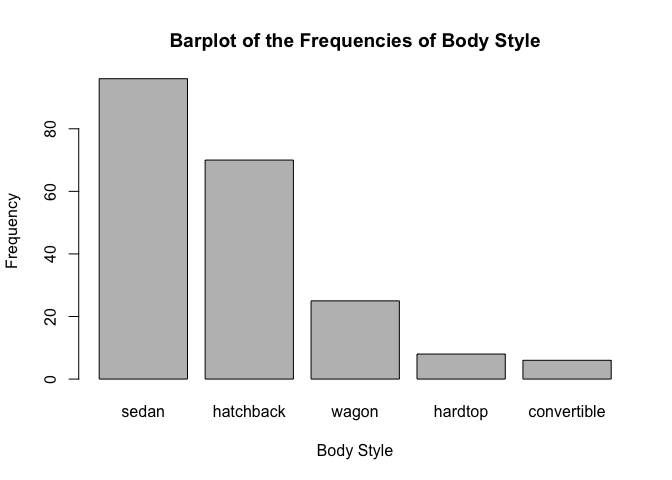 Barplot of the Frequencies of Body Style
Frequency
80
60
40
20
0
sedan hatchback wagon hardtop convertible
Body Style